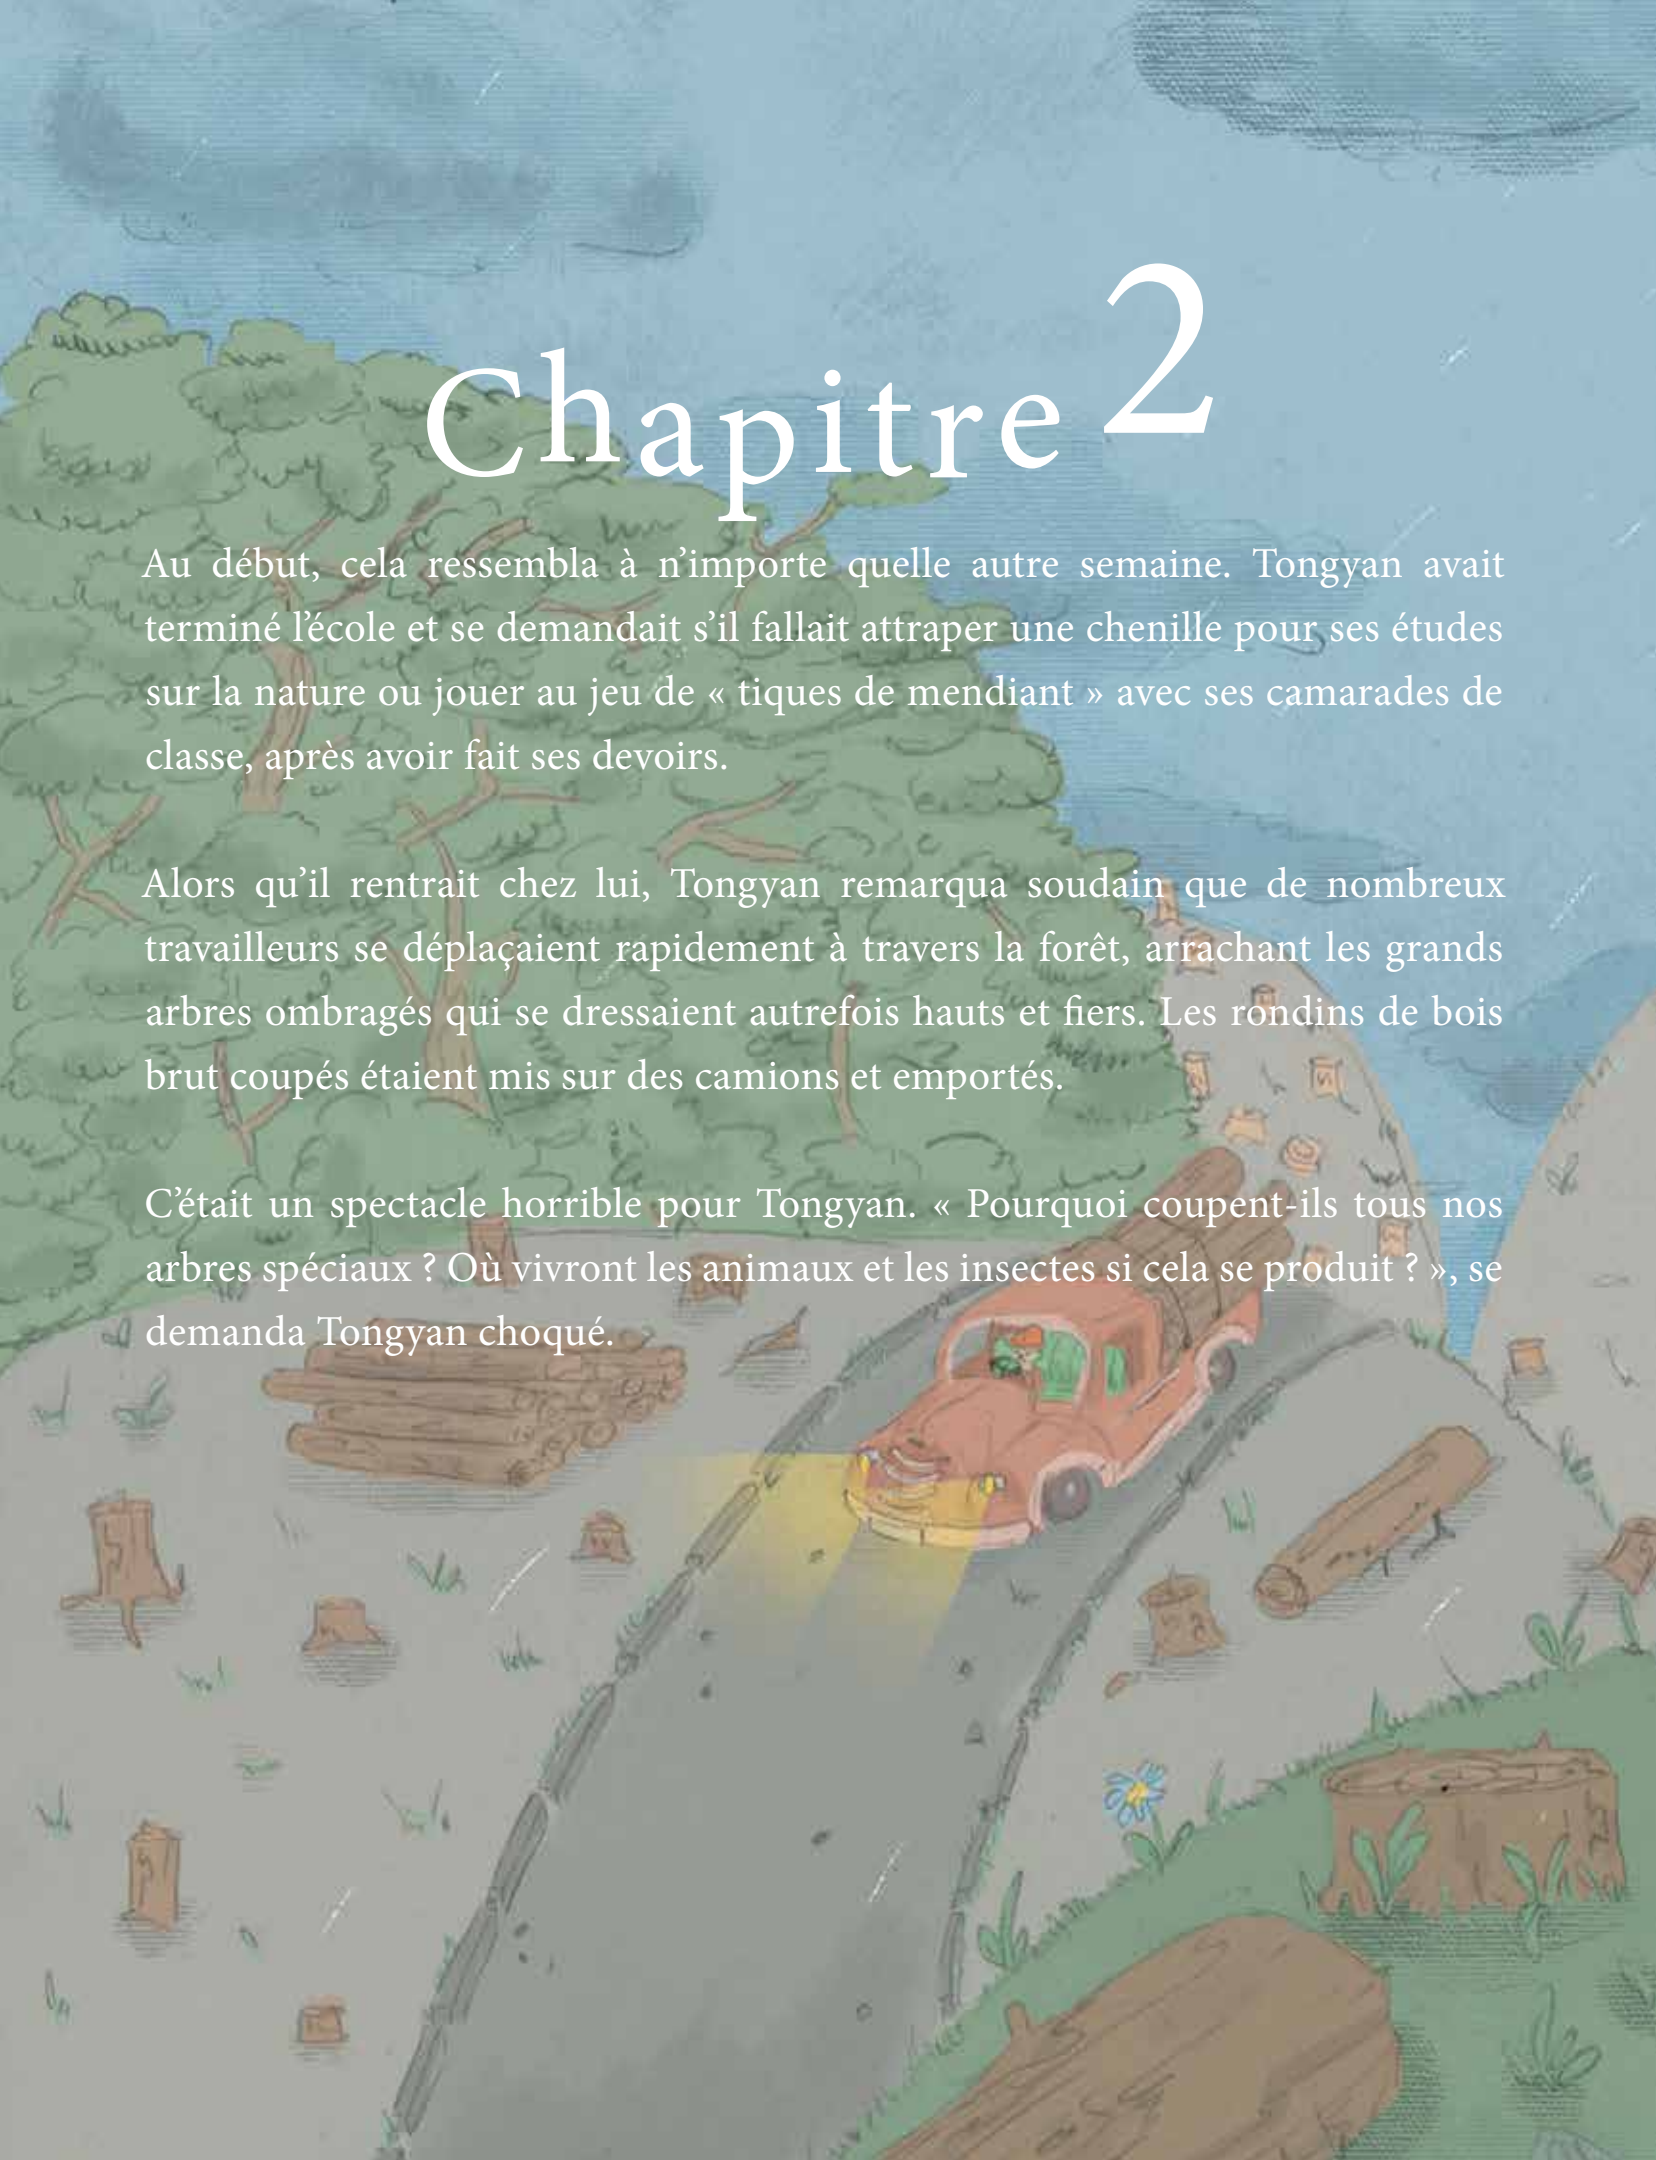 Chapitre 2
Au début, cela ressembla à n’importe quelle autre semaine. Tongyan avait
terminé l’école et se demandait s’il fallait attraper une chenille pour ses études
sur la nature ou jouer au jeu de « tiques de mendiant » avec ses camarades de
classe, après avoir fait ses devoirs.
Alors qu’il rentrait chez lui, Tongyan remarqua soudain que de nombreux
travailleurs se déplaçaient rapidement à travers la forêt, arrachant les grands
arbres ombragés qui se dressaient autrefois hauts et fiers. Les rondins de bois
brut coupés étaient mis sur des camions et emportés.
C’était un spectacle horrible pour Tongyan. « Pourquoi coupent-ils tous nos
arbres spéciaux ? Où vivront les animaux et les insectes si cela se produit ? », se
demanda Tongyan choqué.